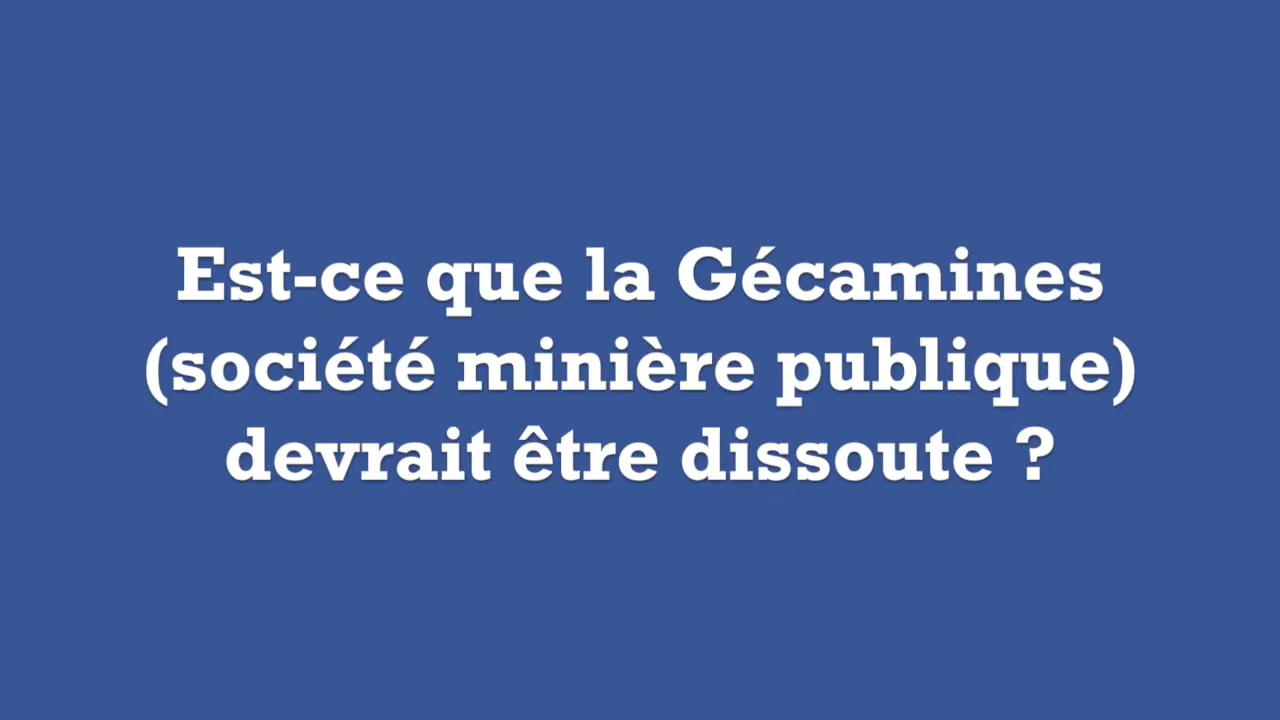 Est-ce que la Gécamines
(société minière publique)
devrait être dissoute ?